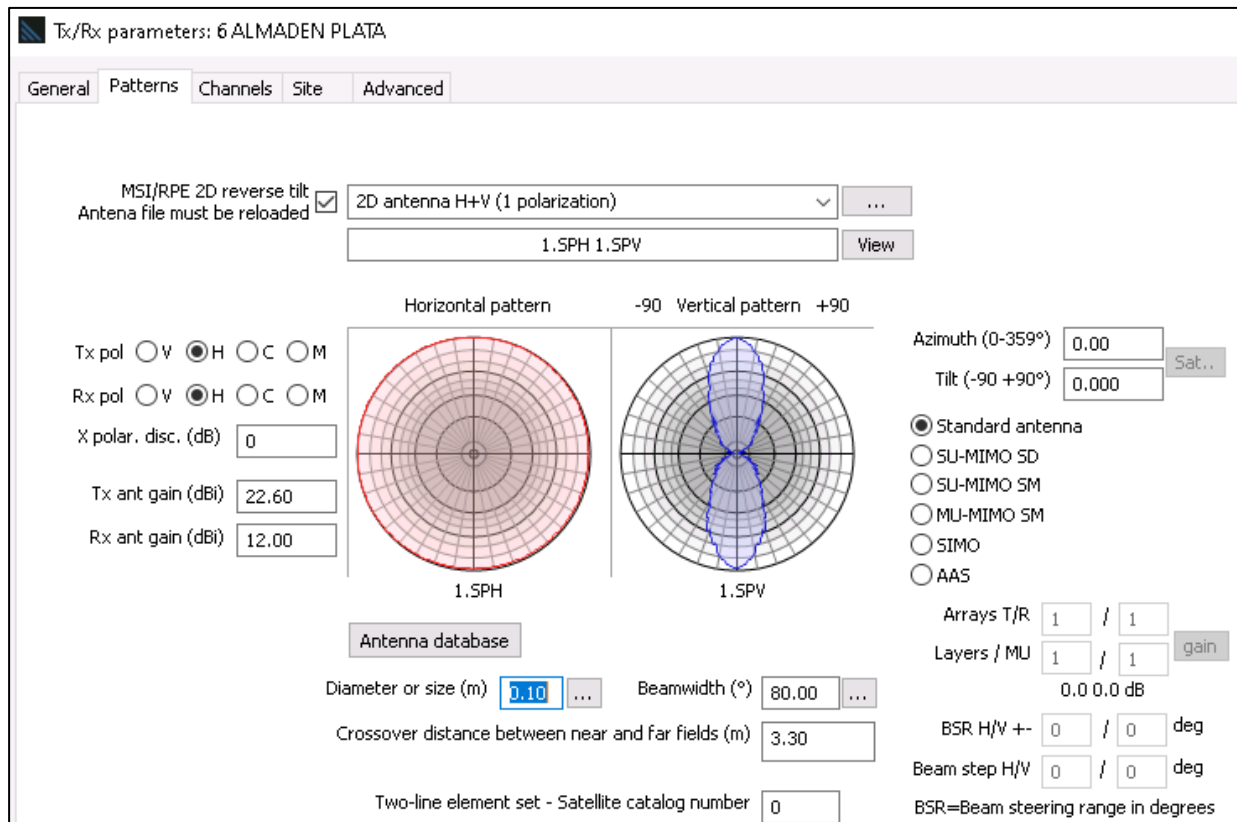 Tx/Rx parameters: 6 ALMADEN PLATA
General Patterns Channels Site Advanced
MSI/RPE 2D reverse tilt
Antena file must be reloaded
2D antenna H+V (1 polarization) ...
1.SPH 1.SPV View
Horizontal pattern -90 Vertical pattern +90
Tx pol V H C M
Rx pol V H C M
X polar. disc. (dB) 0
Tx ant gain (dBi) 22.60
Rx ant gain (dBi) 12.00
1.SPH 1.SPV
Azimuth (0-359°) 0.00
Sat..
Tilt (-90 +90°) 0.000
Standard antenna
SU-MIMO SD
SU-MIMO SM
MU-MIMO SM
SIMO
AAS
Arrays T/R 1 / 1
gain
Layers / MU 1 / 1
0.0 0.0 dB
BSR H/V +- 0 / 0 deg
Beam step H/V 0 / 0 deg
BSR=Beam steering range in degrees
Antenna database
Diameter or size (m) 0.10 ... Beamwidth (°) 80.00 ...
Crossover distance between near and far fields (m) 3.30
Two-line element set - Satellite catalog number 0